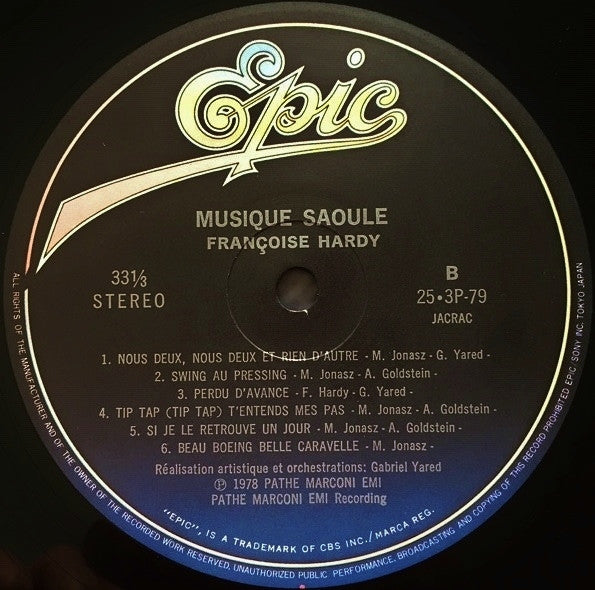 Epic
MUSIQUE SAOULE
FRANÇOISE HARDY
33⅓
STEREO
B
25・3P-79
JACRAC
1. NOUS DEUX, NOUS DEUX ET RIEN D'AUTRE - M. Jonasz - G. Yared -
2. SWING AU PRESSING - M. Jonasz - A. Goldstein -
3. PERDU D'AVANCE - F. Hardy - G. Yared -
4. TIP TAP (TIP TAP) T'ENTENDS MES PAS - M. Jonasz - A. Goldstein -
5. SI JE LE RETROUVE UN JOUR - M. Jonasz - A. Goldstein -
6. BEAU BOEING BELLE CARAVELLE - M. Jonasz -
Réalisation artistique et orchestrations: Gabriel Yared
Ⓟ 1978 PATHE MARCONI EMI
PATHE MARCONI EMI Recording
"EPIC", IS A TRADEMARK OF CBS INC./MARCA REG.
ALL RIGHTS OF THE MANUFACTURER AND OF THE OWNER OF THE RECORDED WORK RESERVED, UNAUTHORIZED PUBLIC PERFORMANCE, BROADCASTING AND COPYING OF THIS RECORD PROHIBITED EPIC/SONY INC. TOKYO JAPAN